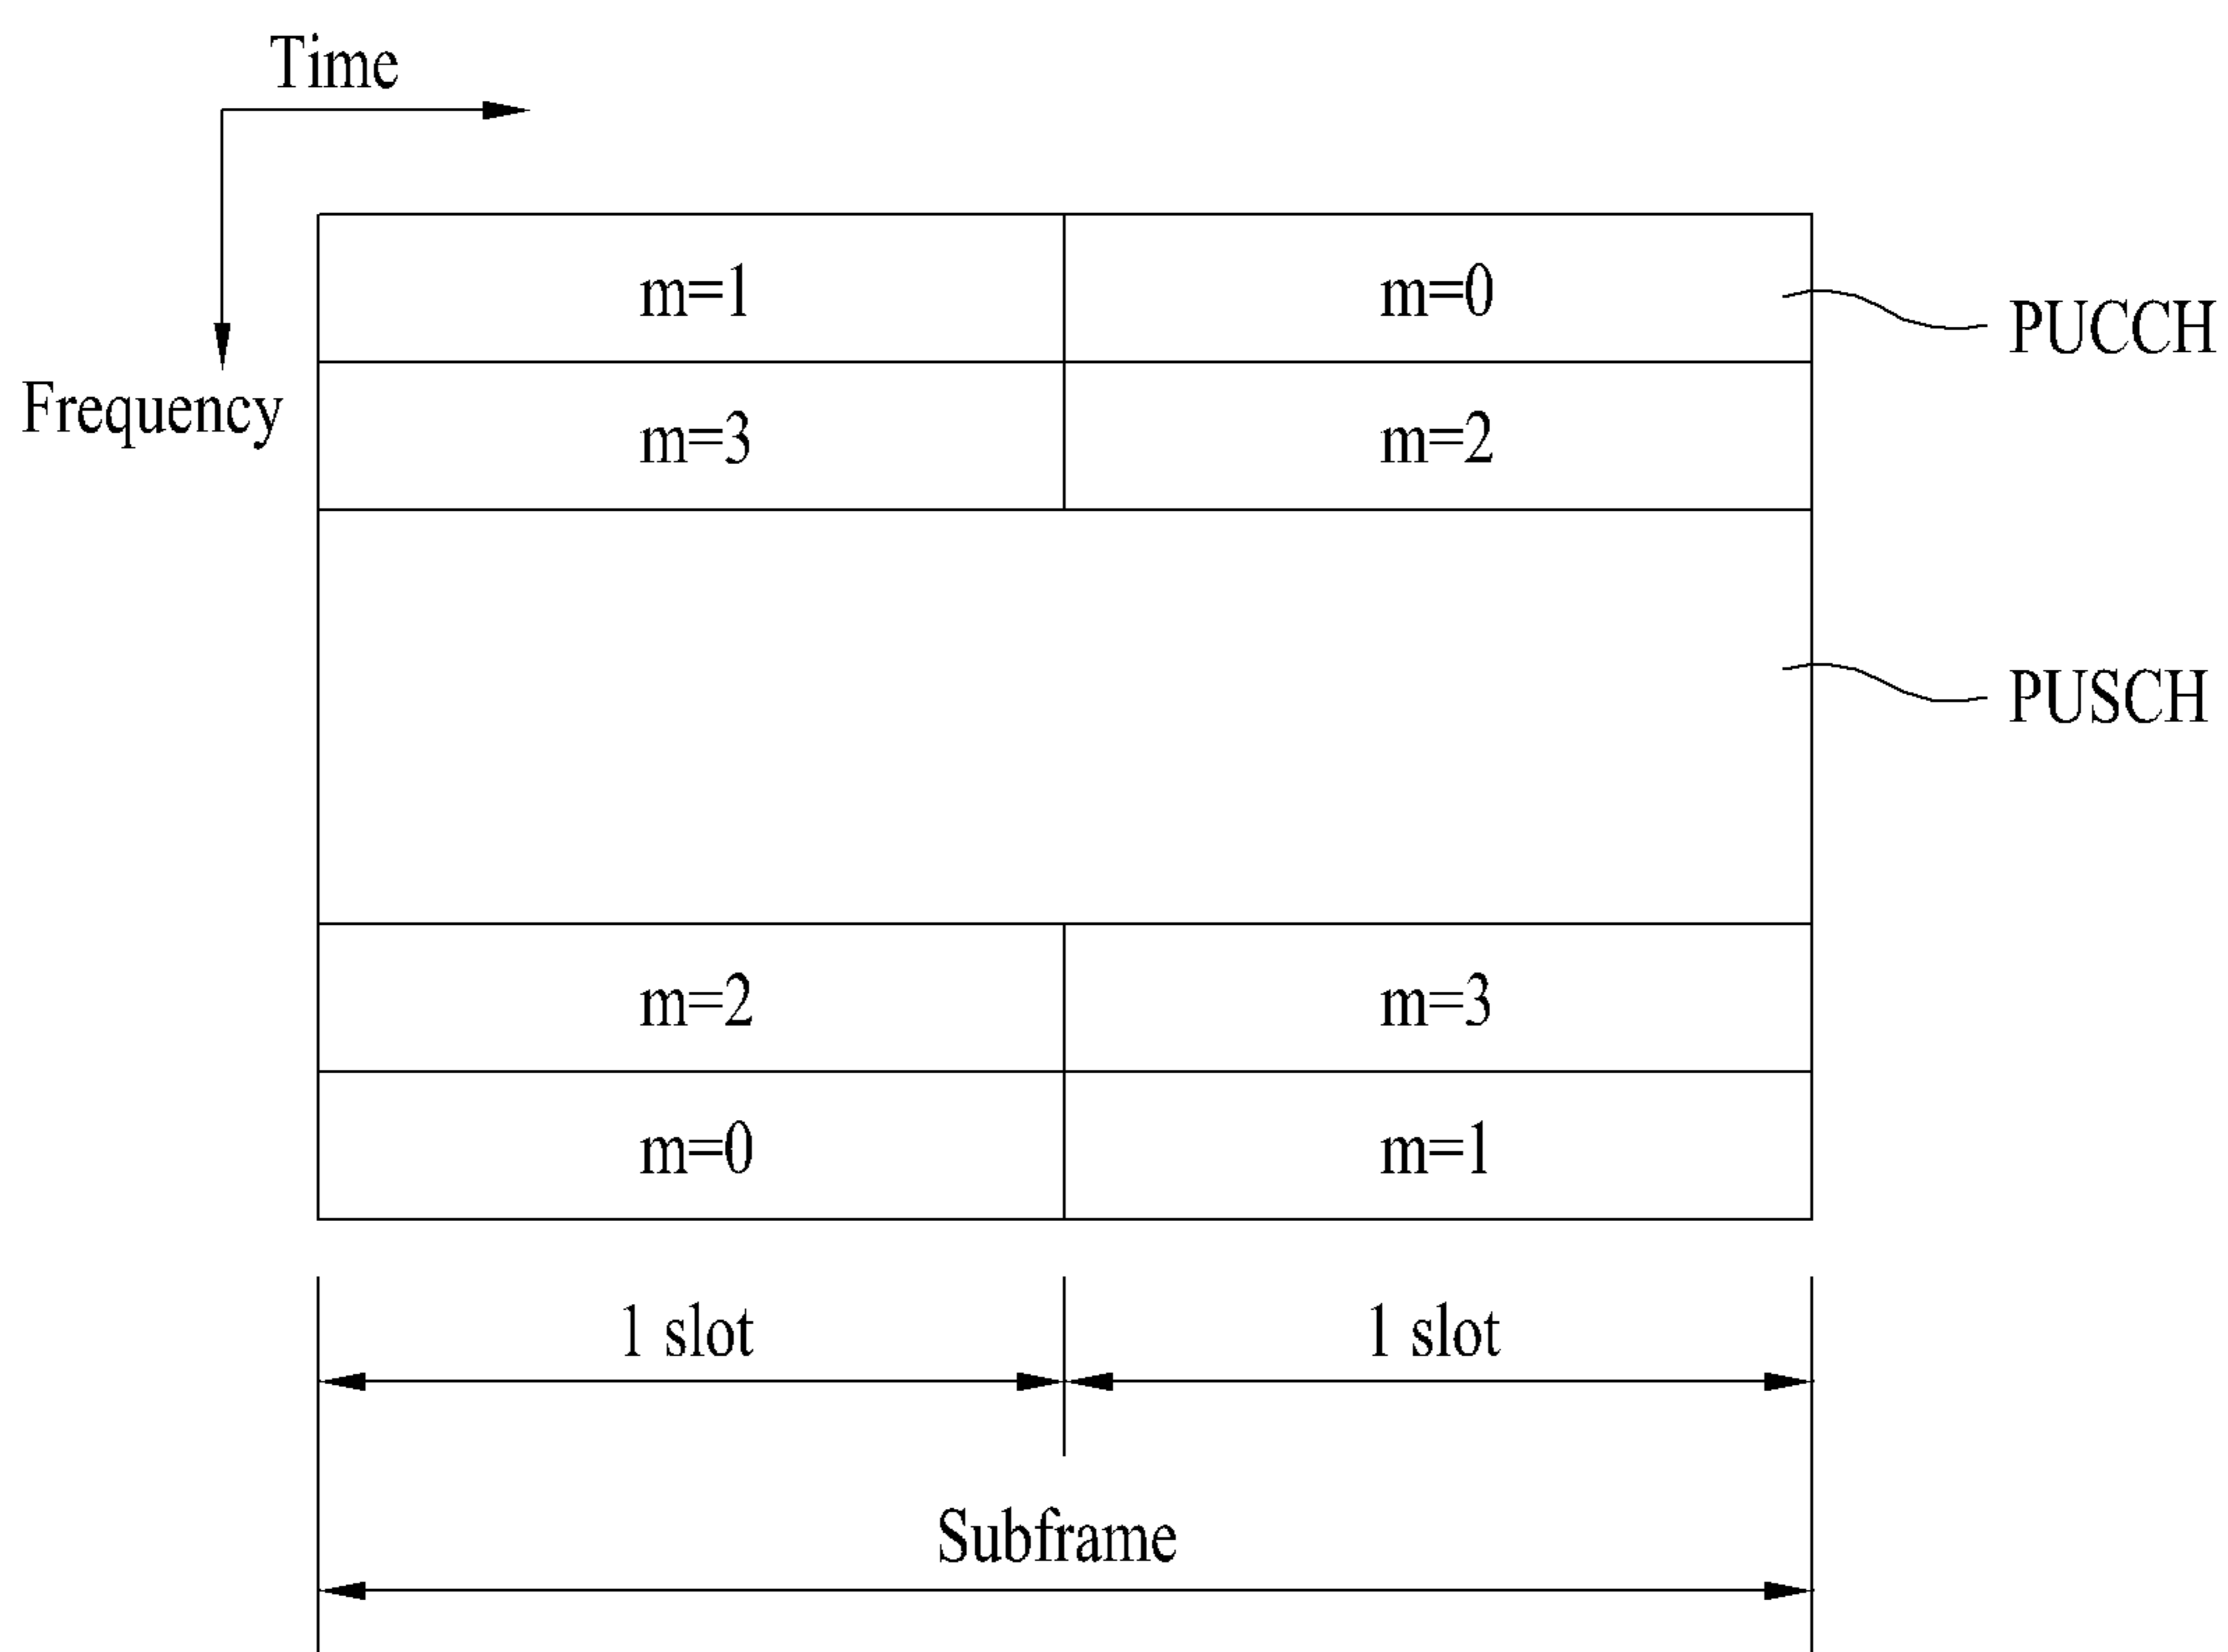 Time
Frequency
m=1
m=0
PUCCH
m=3
m=2
PUSCH
m=2
m=3
m=0
m=1
1 slot
1 slot
Subframe